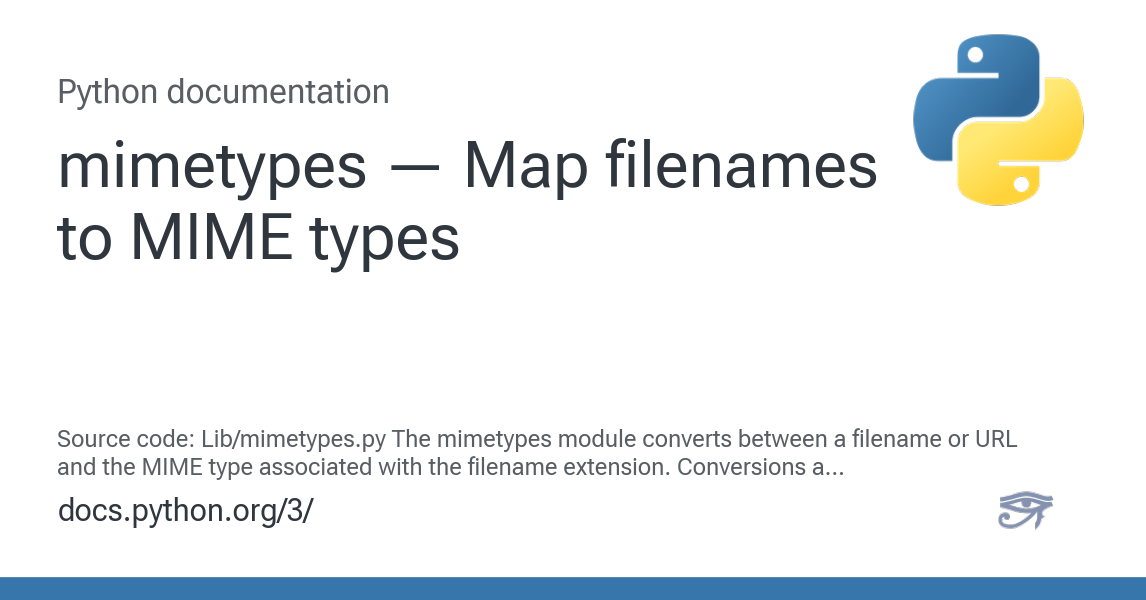 Python documentation
mimetypes — Map filenames
to MIME types
Source code: Lib/mimetypes.py The mimetypes module converts between a filename or URL
and the MIME type associated with the filename extension. Conversions a...
docs.python.org/3/